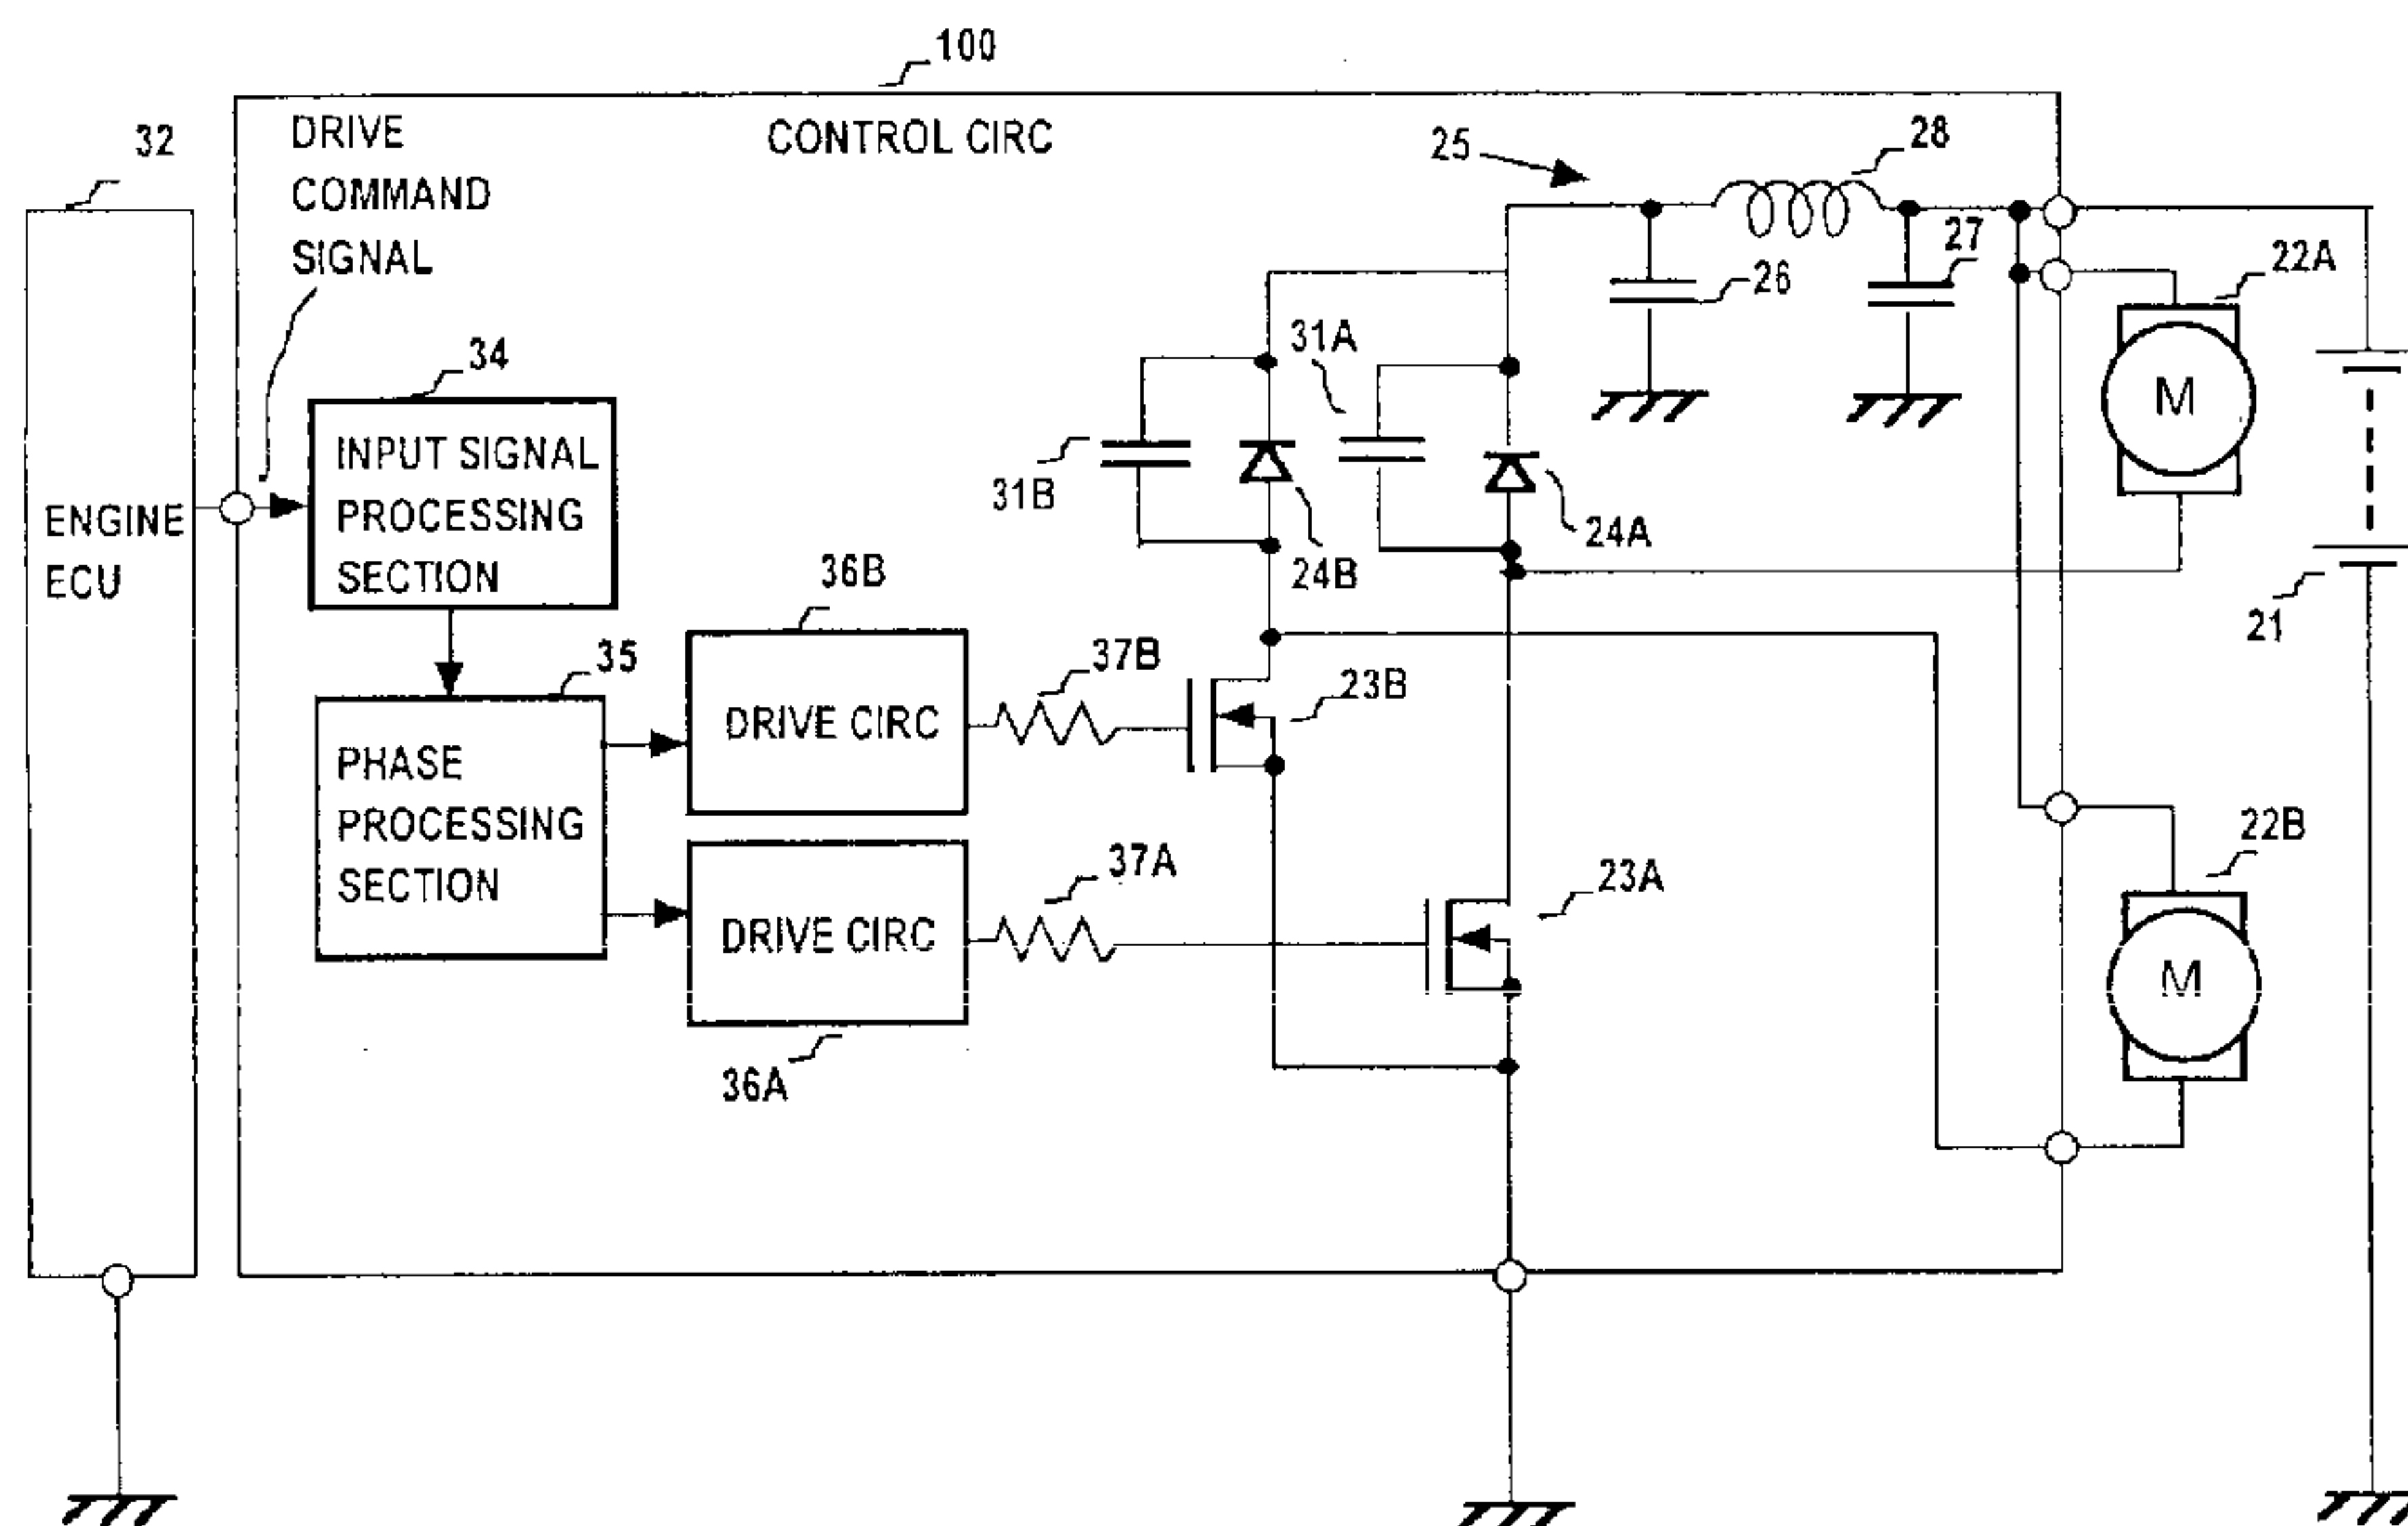 100
32
DRIVE
COMMAND
SIGNAL
CONTROL CIRC
25
28
27
26
22A
M
31A
34
INPUT SIGNAL
PROCESSING
SECTION
31B
24B
24A
ENGINE
ECU
21
36B
35
37B
23B
DRIVE CIRC
PHASE
PROCESSING
SECTION
37A
23A
22B
DRIVE CIRC
M
36A